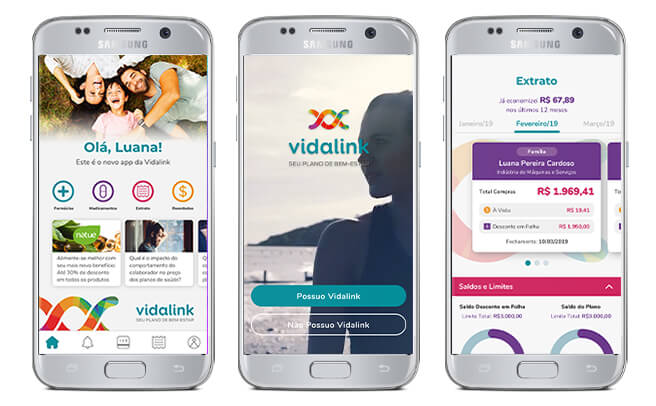 SAMSUNG
Olá, Luana!
Este é o novo app da Vidalink
Farmácias
Medicamentos
Extrato
Reembolso
natue
Alimente-se melhor com
seu mais novo benefício:
Até 30% de desconto
em todos os produtos
Qual é o impacto do
comportamento do
colaborador no preço
dos planos de saúde?
vidalink
SEU PLANO DE BEM-ESTAR
SAMSUNG
vidalink
SEU PLANO DE BEM-ESTAR
Possuo Vidalink
Não Possuo Vidalink
SAMSUNG
Extrato
Já economizei R$ 67,89
nos últimos 12 meses
Janeiro/19
Fevereiro/19
Março/19
Família
Luana Pereira Cardoso
Indústria de Máquinas e Serviços
Total Compras R$ 1.969,41
À Vista R$ 19,41
Desconto em Folha R$ 1.950,00
Fechamento: 10/03/2019
Saldos e Limites
Saldo Desconto em Folha
Limite Total: R$3.000,00
Saldo do Plano
Limite Total: R$3.000,00